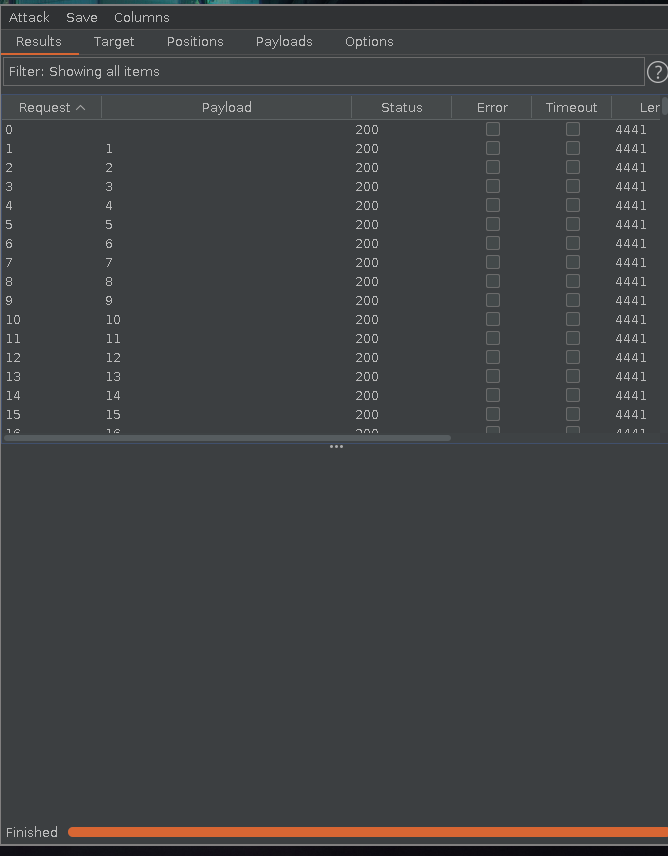 Attack Save Columns
Results Target Positions Payloads Options
Filter: Showing all items ?
Request Payload Status Error Timeout Ler
0 200 4441
1 1 200 4441
2 2 200 4441
3 3 200 4441
4 4 200 4441
5 5 200 4441
6 6 200 4441
7 7 200 4441
8 8 200 4441
9 9 200 4441
10 10 200 4441
11 11 200 4441
12 12 200 4441
13 13 200 4441
14 14 200 4441
15 15 200 4441
16 16 200 4441
Finished